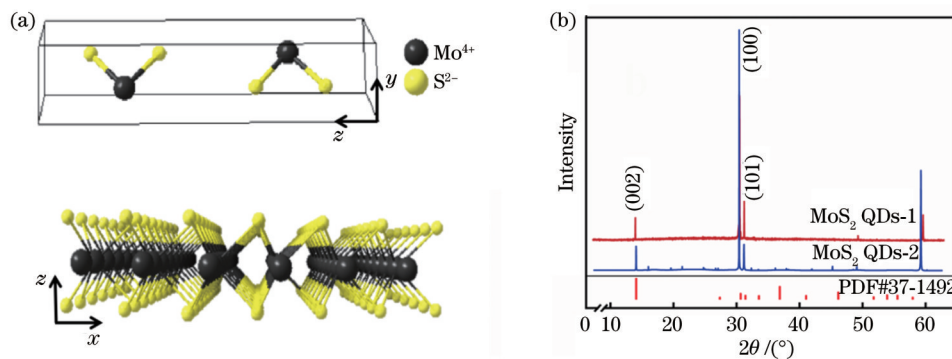 (a)
Mo⁴⁺
S²⁻
y
z
z
x
(b)
Intensity
(002)
(100)
(101)
MoS₂ QDs-1
MoS₂ QDs-2
PDF#37-1492
0 10 20 30 40 50 60
2θ /(°)